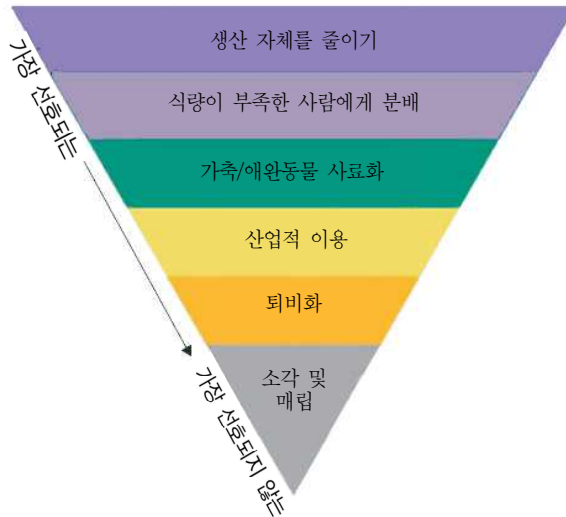 생산 자체를 줄이기
식량이 부족한 사람에게 분배
가축/애완동물 사료화
산업적 이용
퇴비화
소각 및
매립
가장 선호되는
가장 선호되지 않는